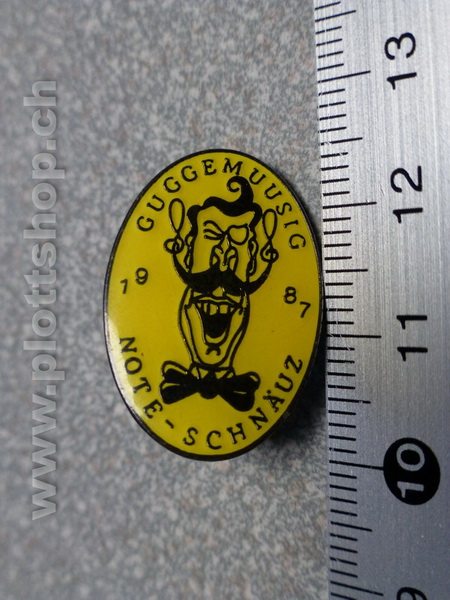 GUGGEMUUSIG
19 87
NOTE-SCHNÄUZ
13
12
11
10
www.plottshop.ch